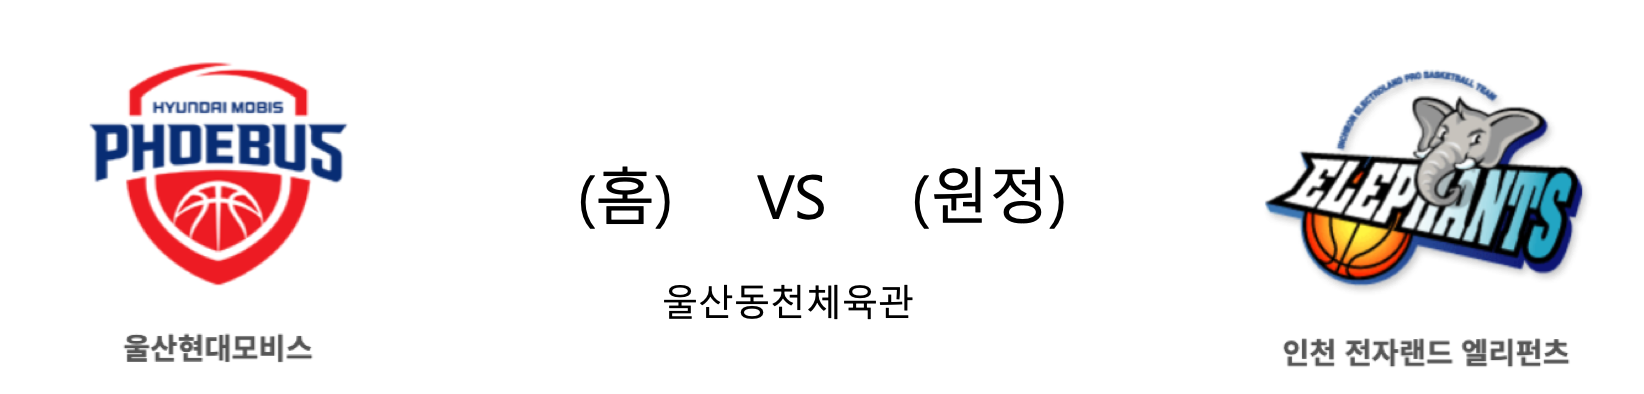 HYUNDAI MOBIS
PHOEBUS
울산현대모비스
(홈) VS (원정)
울산동천체육관
INCHEON ELECTROLAND PRO BASKETBALL TEAM
ELEPHANTS
인천 전자랜드 엘리펀츠